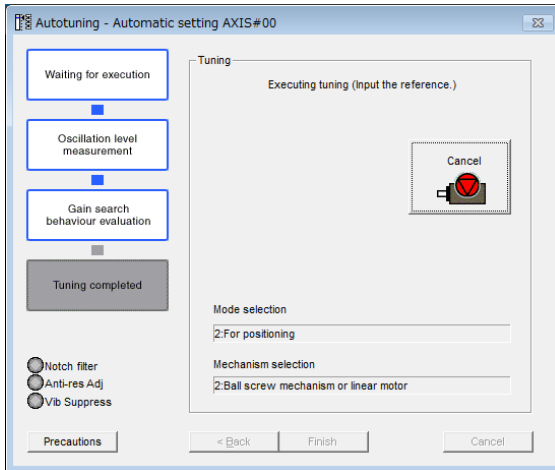 Autotuning - Automatic setting AXIS#00
Waiting for execution
Oscillation level
measurement
Gain search
behaviour evaluation
Tuning completed
Notch filter
Anti-res Adj
Vib Suppress
Tuning
Executing tuning (Input the reference.)
Cancel
Mode selection
2:For positioning
Mechanism selection
2:Ball screw mechanism or linear motor
Precautions
< Back
Finish
Cancel